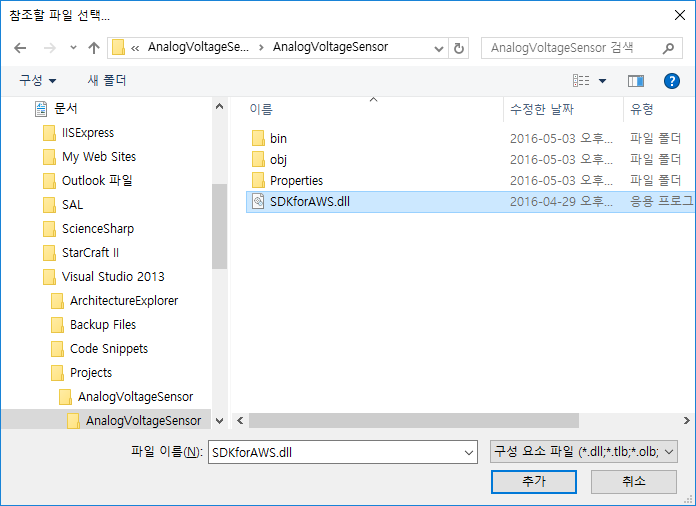 참조할 파일 선택...
« AnalogVoltageSe... › AnalogVoltageSensor
AnalogVoltageSensor 검색
구성 새 폴더
문서
IISExpress
My Web Sites
Outlook 파일
SAL
ScienceSharp
StarCraft II
Visual Studio 2013
ArchitectureExplorer
Backup Files
Code Snippets
Projects
AnalogVoltageSensor
AnalogVoltageSensor
이름 수정한 날짜 유형
bin 2016-05-03 오후... 파일 폴더
obj 2016-05-03 오후... 파일 폴더
Properties 2016-05-03 오후... 파일 폴더
SDKforAWS.dll 2016-04-29 오후... 응용 프로그
파일 이름(N): SDKforAWS.dll
구성 요소 파일 (*.dll;*.tlb;*.olb;
추가 취소